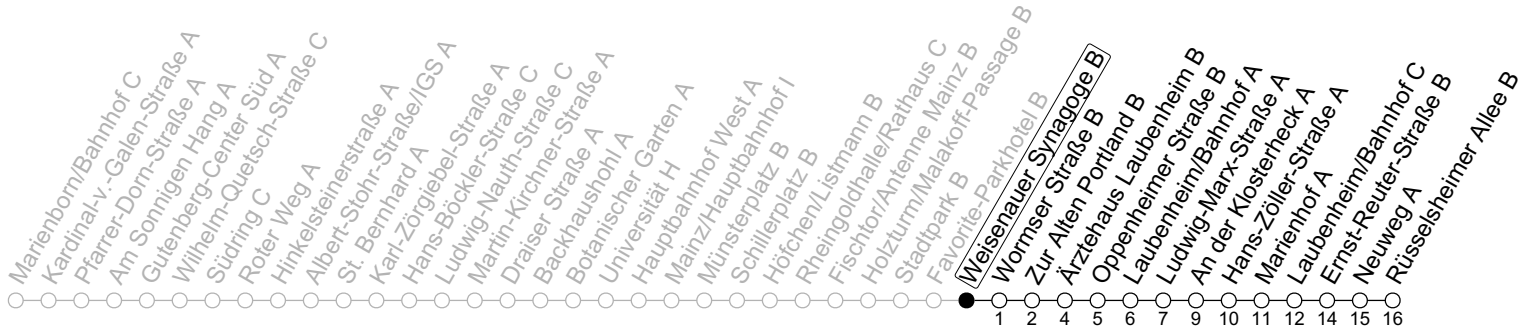 Marienborn/Bahnhof C
Kardinal-v.-Galen-Straße A
Pfarrer-Dorn-Straße A
Am Sonnigen Hang A
Gutenberg-Center Süd A
Wilhelm-Quetsch-Straße C
Südring C
Roter Weg A
Hinkelsteinerstraße A
Albert-Stohr-Straße/IGS A
St. Bernhard A
Karl-Zörgiebel-Straße A
Hans-Böckler-Straße C
Ludwig-Nauth-Straße C
Martin-Kirchner-Straße A
Draiser Straße A
Backhaushohl A
Botanischer Garten A
Universität H
Hauptbahnhof West A
Mainz/Hauptbahnhof I
Münsterplatz B
Schillerplatz B
Höfchen/Listmann B
Rheingoldhalle/Rathaus C
Fischtor/Antenne Mainz B
Holzturm/Malakoff-Passage B
Stadtpark B
Favorite-Parkhotel B
Weisenauer Synagoge B
Wormser Straße B
Zur Alten Portland B
Ärztehaus Laubenheim B
Oppenheimer Straße B
Laubenheim/Bahnhof A
Ludwig-Marx-Straße A
An der Klosterheck A
Hans-Zöller-Straße A
Marienhof A
Laubenheim/Bahnhof C
Ernst-Reuter-Straße B
Neuweg A
Rüsselsheimer Allee B
1 2 4 5 6 7 9 10 11 12 14 15 16